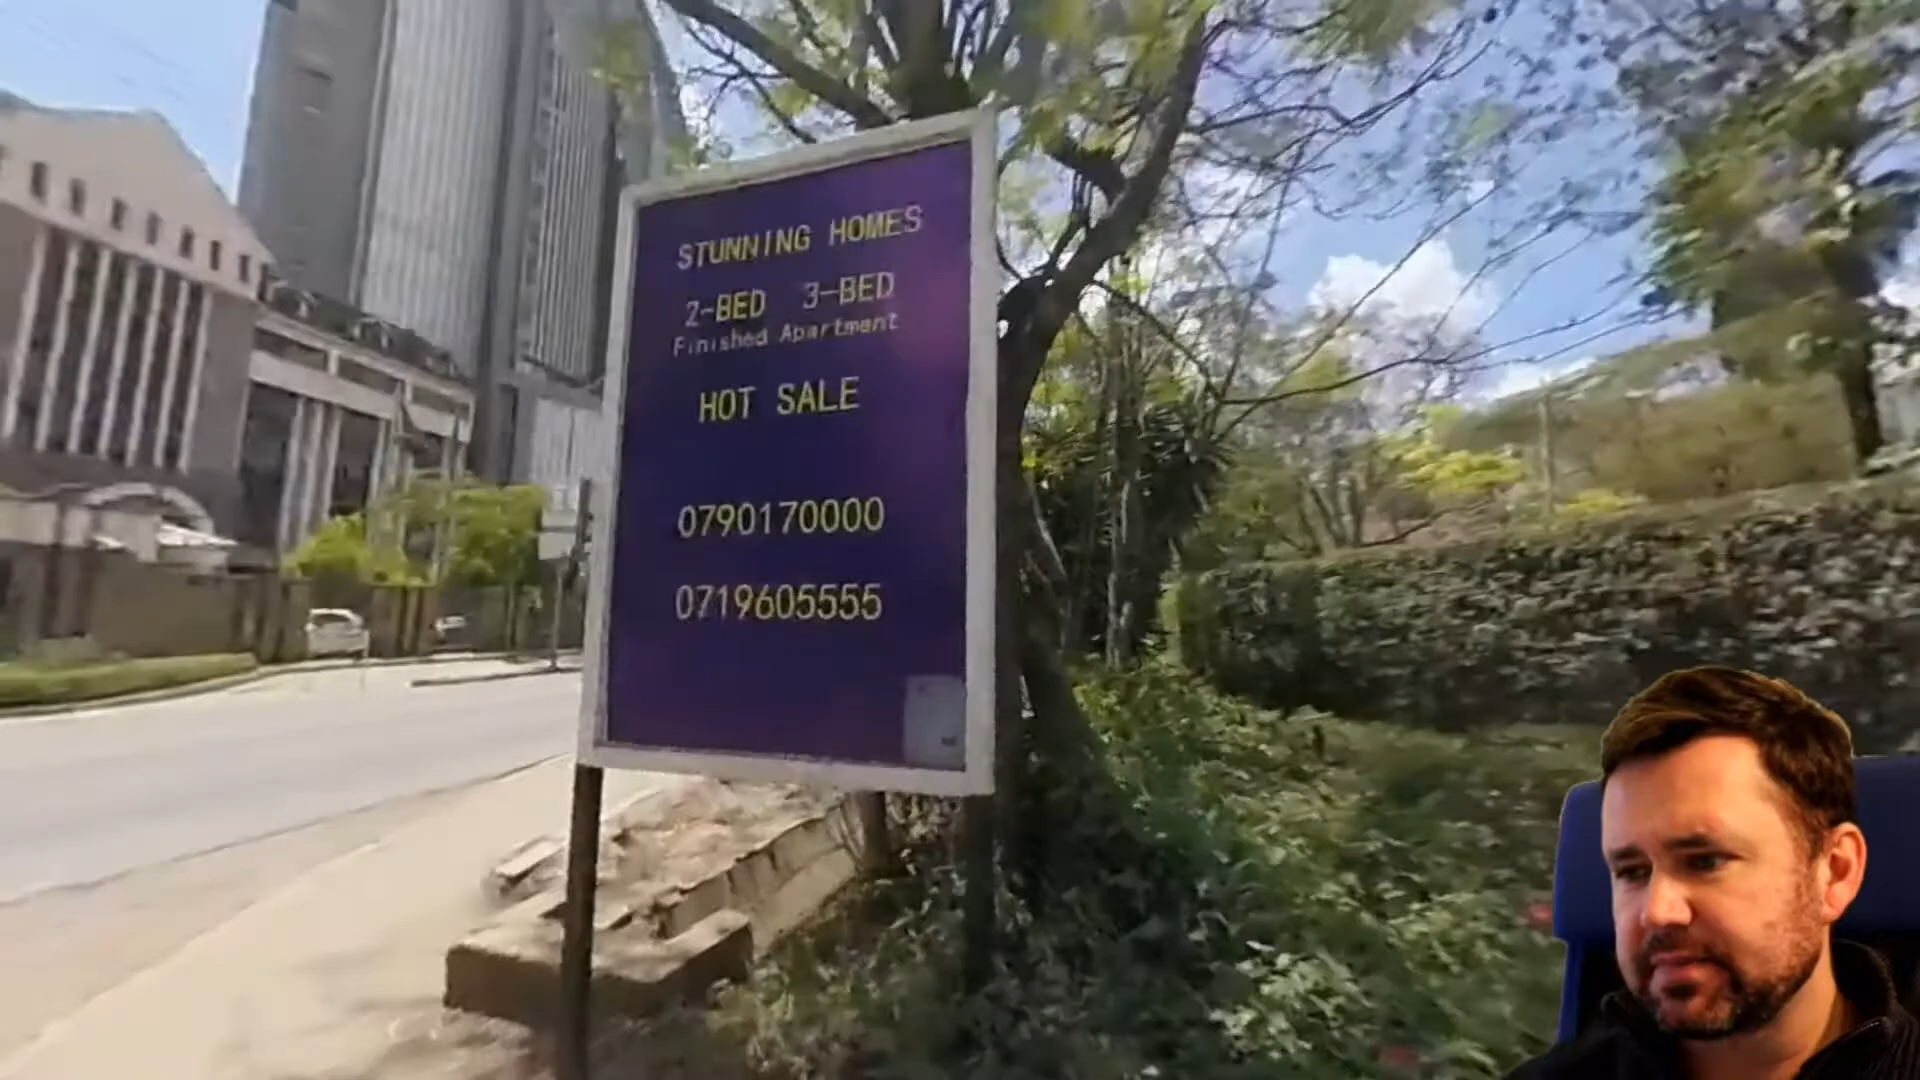 STUNNING HOMES
2-BED 3-BED
Finished Apartment
HOT SALE
0790170000
0719605555